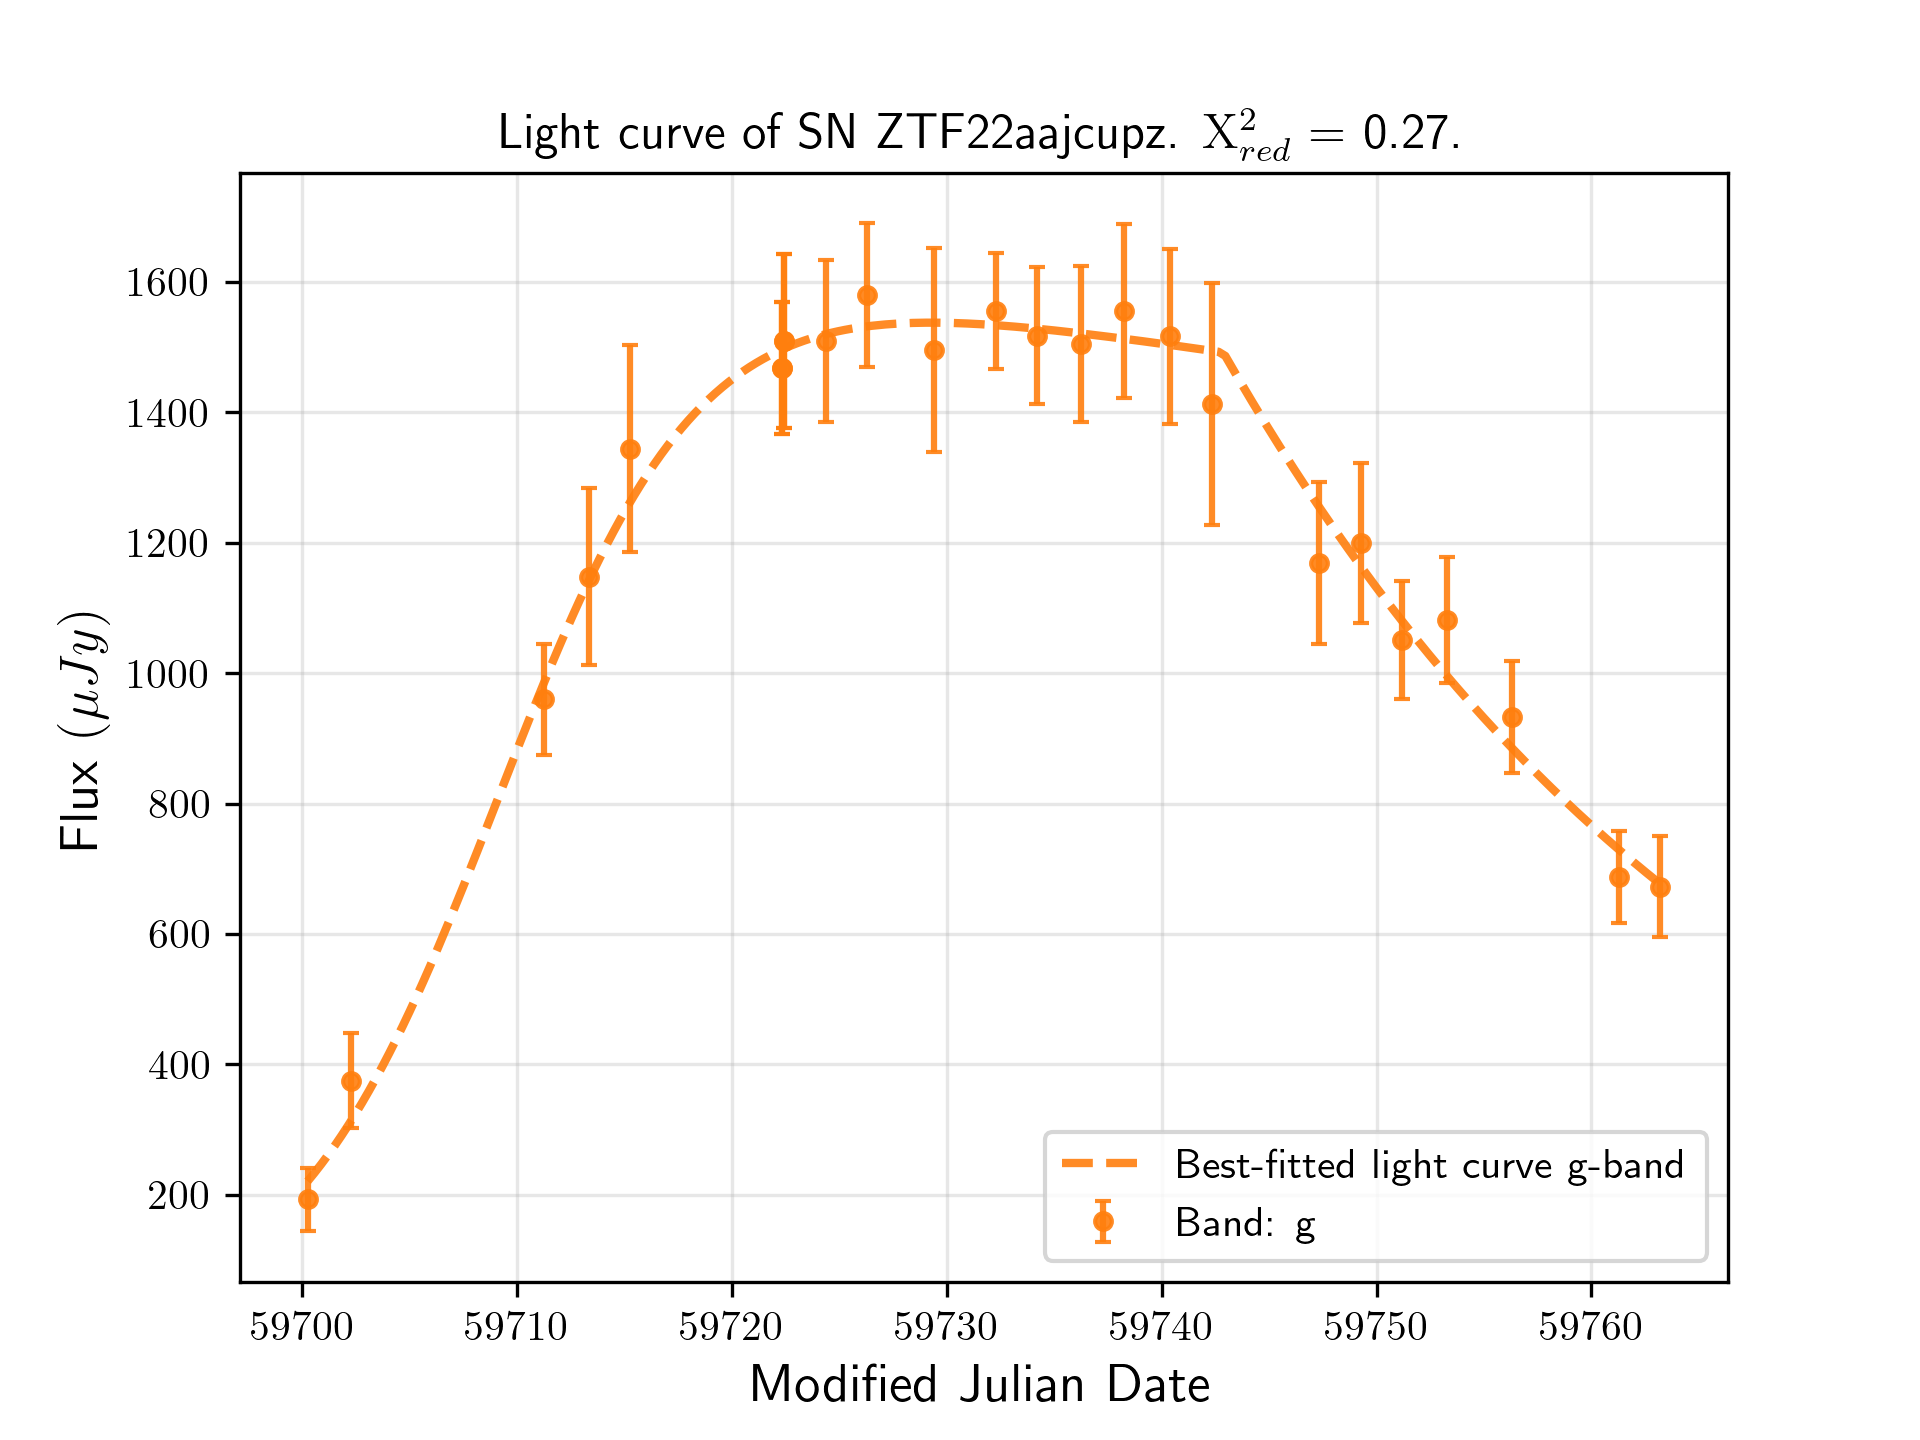 Light curve of SN ZTF22aajcupz. X²red = 0.27.
Flux (μJy)
1600
1400
1200
1000
800
600
400
200
59700 59710 59720 59730 59740 59750 59760
Modified Julian Date
Best-fitted light curve g-band
Band: g